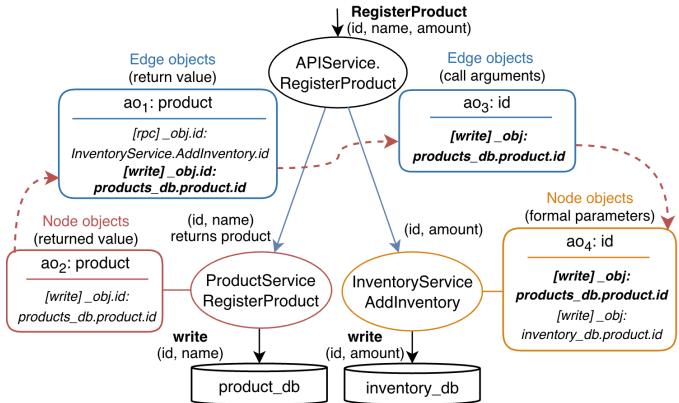 RegisterProduct
(id, name, amount)
APIService.
RegisterProduct
Edge objects
(return value)
ao1: product
[rpc] _obj.id:
InventoryService.AddInventory.id
[write] _obj.id:
products_db.product.id
Edge objects
(call arguments)
ao3: id
[write] _obj:
products_db.product.id
Node objects
(returned value)
ao2: product
[write] _obj.id:
products_db.product.id
(id, name)
returns product
(id, amount)
Node objects
(formal parameters)
ao4: id
[write] _obj:
products_db.product.id
[write] _obj:
inventory_db.product.id
ProductService
RegisterProduct
InventoryService
AddInventory
write
(id, name)
write
(id, amount)
product_db
inventory_db